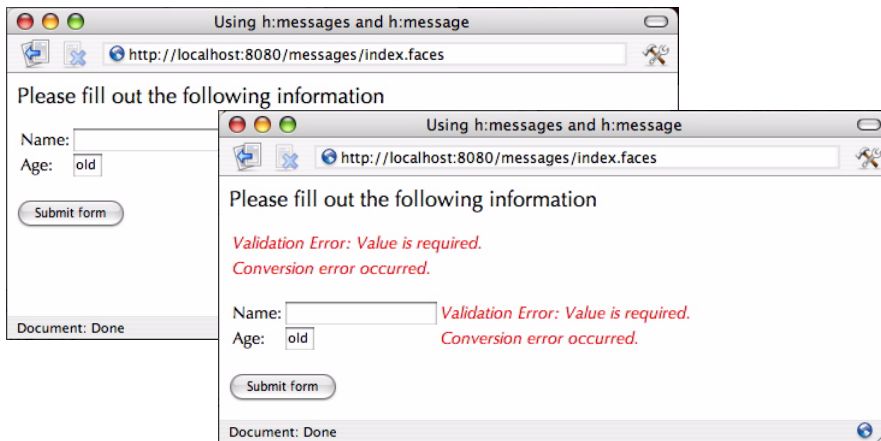 Using h:messages and h:message
http://localhost:8080/messages/index.faces
Please fill out the following information
Name:
Age: old
Submit form
Document: Done
Using h:messages and h:message
http://localhost:8080/messages/index.faces
Please fill out the following information
Validation Error: Value is required.
Conversion error occurred.
Name: Validation Error: Value is required.
Age: old Conversion error occurred.
Submit form
Document: Done